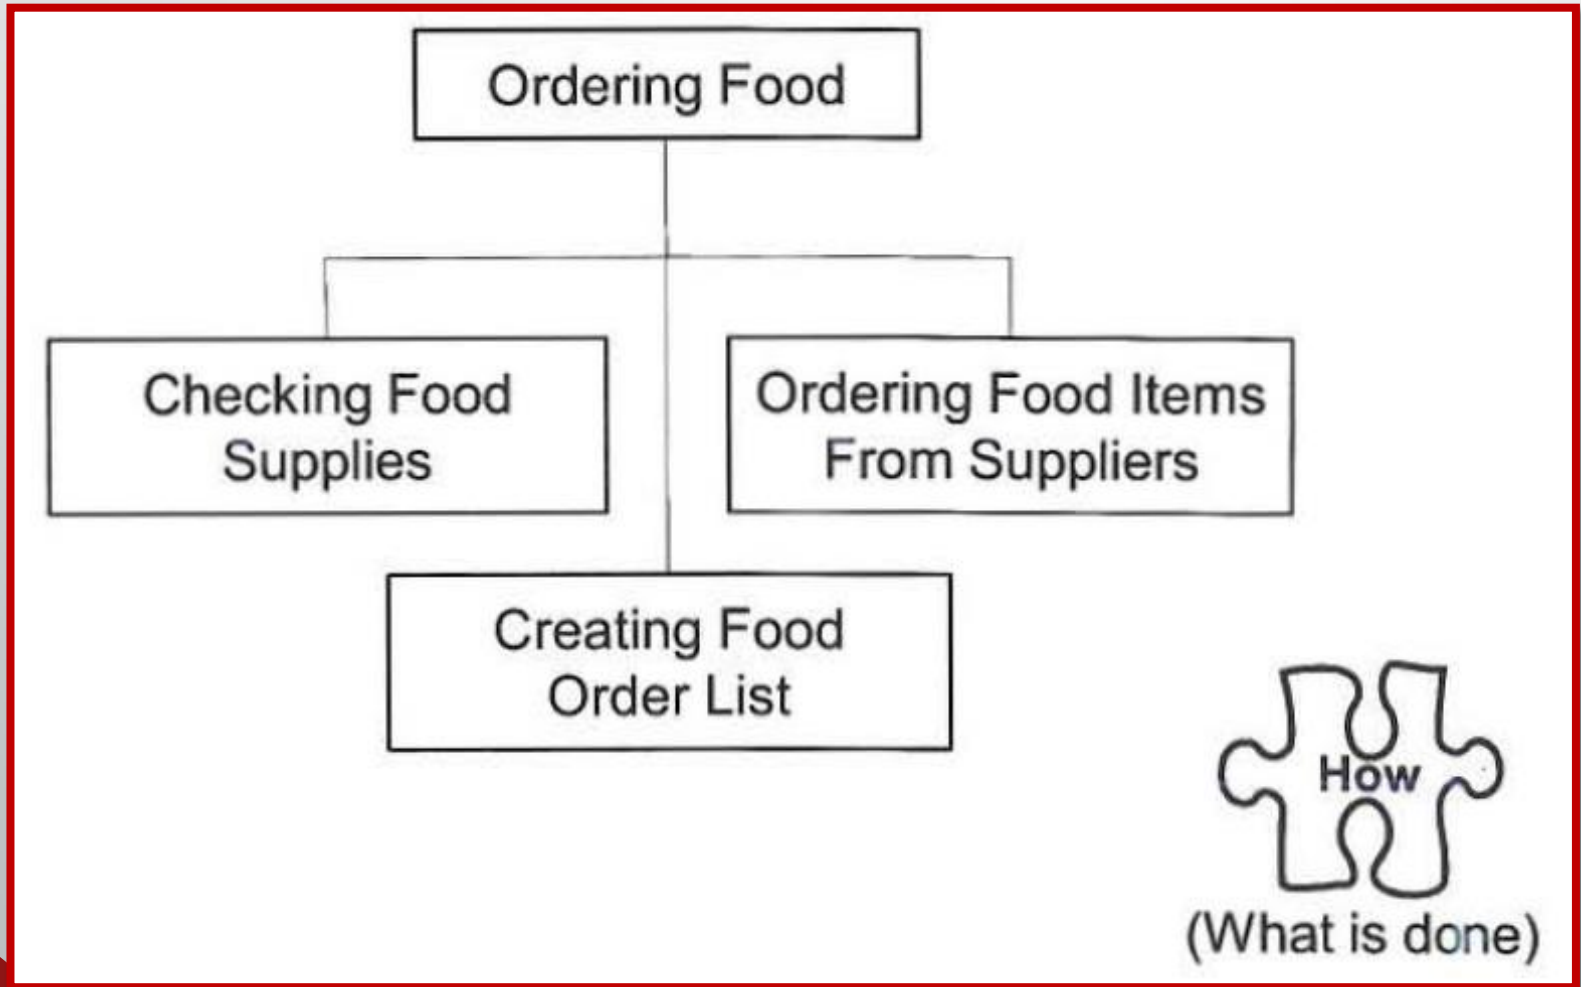 Ordering Food
Checking Food
Supplies
Ordering Food Items
From Suppliers
Creating Food
Order List
How
(What is done)